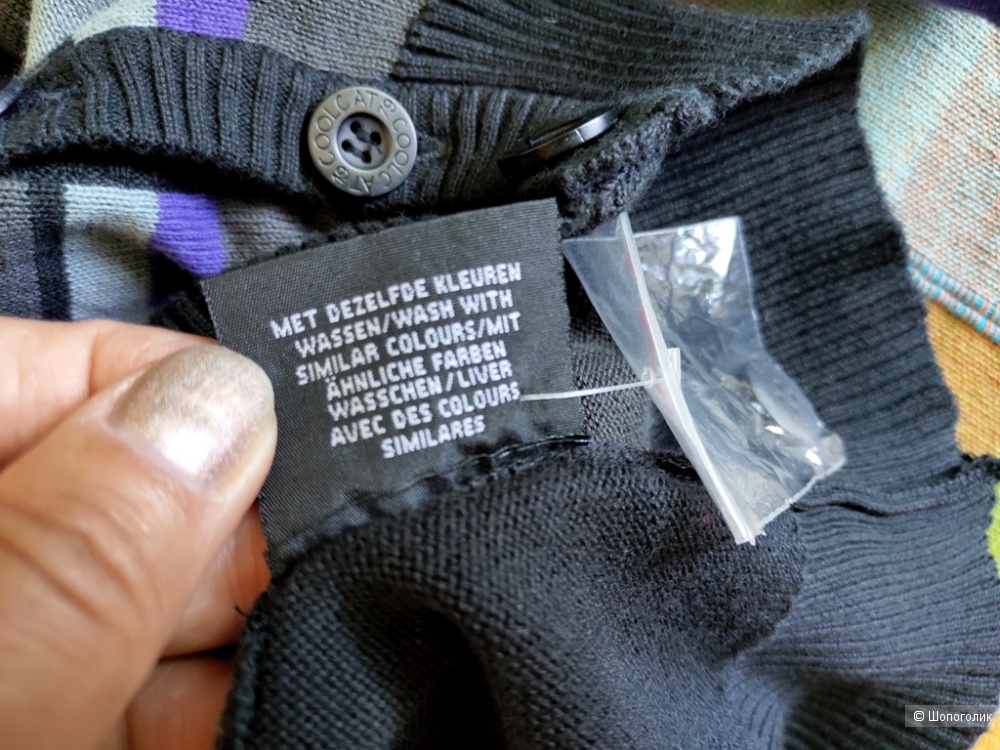 COOLCAT® COOLCAT®
MET DEZELFDE KLEUREN
WASSEN/WASH WITH
SIMILAR COLOURS/MIT
ÄHNLICHE FARBEN
WASSCHEN/LIVER
AVEC DES COLOURS
SIMILARES
© Шопоголик